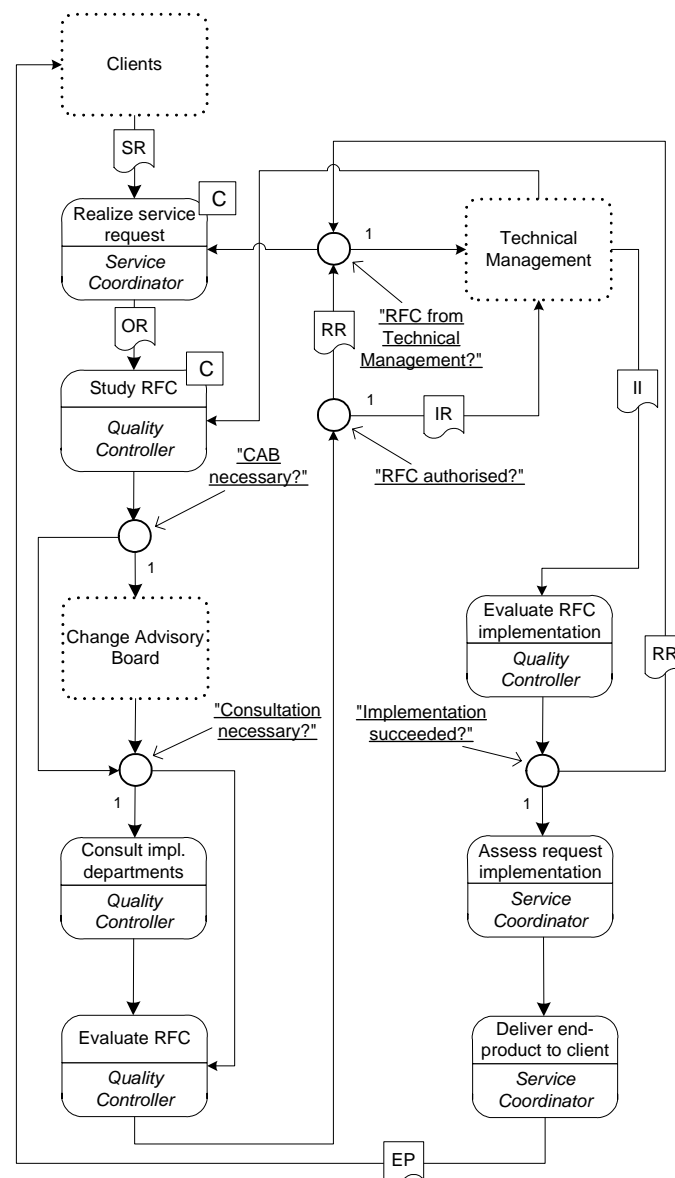 Clients
SR
C
Realize service
request
Service
Coordinator
1
Technical
Management
"RFC from
Technical
Management?"
OR
RR
C
Study RFC
Quality
Controller
1
IR
II
"RFC authorised?"
"CAB
necessary?"
1
Change Advisory
Board
Evaluate RFC
implementation
Quality
Controller
RR
"Consultation
necessary?"
"Implementation
succeeded?"
1
1
Consult impl.
departments
Quality
Controller
Assess request
implementation
Service
Coordinator
Evaluate RFC
Quality
Controller
Deliver end-
product to client
Service
Coordinator
EP